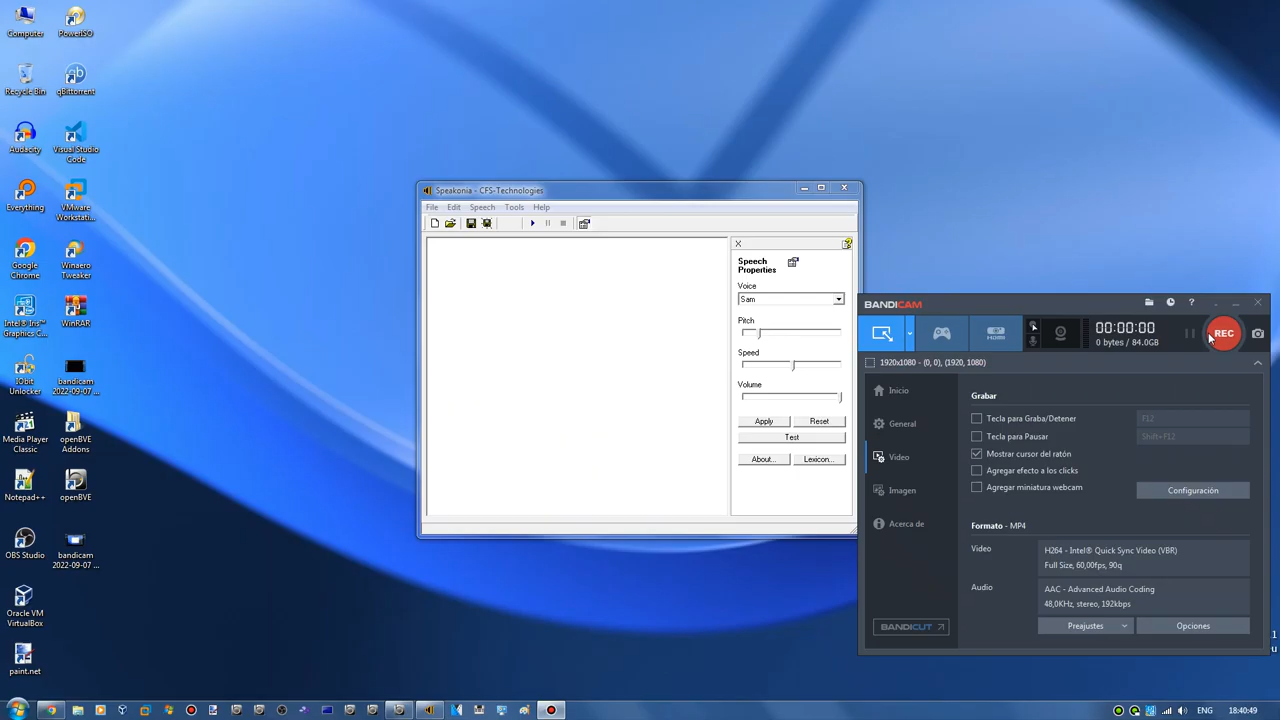 Computer
PowerISO
Recycle Bin
qBittorrent
Audacity
Visual Studio
Code
Everything
VMware
Workstati...
Google
Chrome
Winaero
Tweaker
Intel® Iris™
Graphics C...
WinRAR
IObit
Unlocker
bandicam
2022-09-07 ...
Media Player
Classic
openBVE
Addons
Notepad++
openBVE
OBS Studio
bandicam
2022-09-07 ...
Oracle VM
VirtualBox
paint.net
Speakonia - CFS-Technologies
File Edit Speech Tools Help
Speech
Properties
Voice
Sam
Pitch
Speed
Volume
Apply Reset
Test
About... Lexicon...
BANDICAM
HDMI
00:00:00
0 bytes / 84.0GB
REC
1920x1080 - (0, 0), (1920, 1080)
Inicio
General
Video
Imagen
Acerca de
BANDICUT
Grabar
Tecla para Graba/Detener F12
Tecla para Pausar Shift+F12
Mostrar cursor del ratón
Agregar efecto a los clicks
Agregar miniatura webcam
Configuración
Formato - MP4
Video
H264 - Intel® Quick Sync Video (VBR)
Full Size, 60,00fps, 90q
Audio
AAC - Advanced Audio Coding
48,0KHz, stereo, 192kbps
Preajustes Opciones
ENG 18:40:49